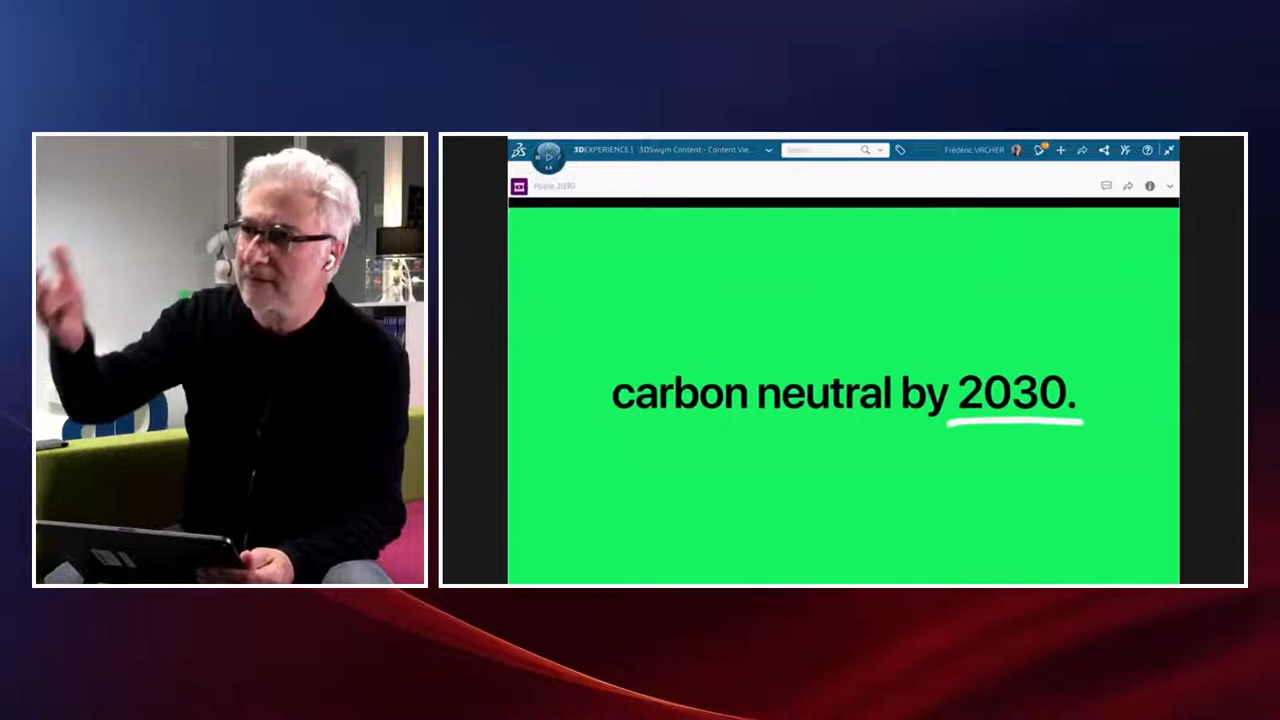 3DEXPERIENCE | 3DSwym Content - Content Vie...
Frédéric VACHER
Apple 2030
carbon neutral by 2030.